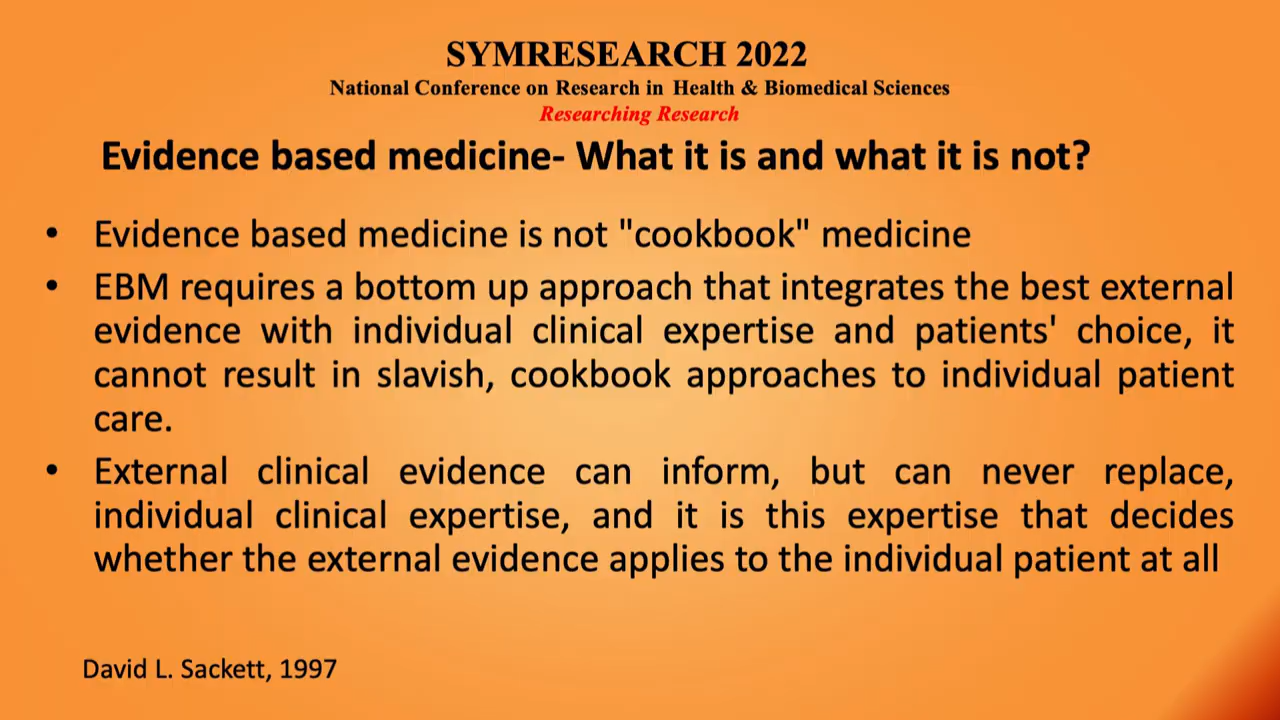 SYMRESEARCH 2022
National Conference on Research in Health & Biomedical Sciences
Researching Research
Evidence based medicine- What it is and what it is not?
• Evidence based medicine is not "cookbook" medicine
• EBM requires a bottom up approach that integrates the best external
evidence with individual clinical expertise and patients' choice, it
cannot result in slavish, cookbook approaches to individual patient
care.
• External clinical evidence can inform, but can never replace,
individual clinical expertise, and it is this expertise that decides
whether the external evidence applies to the individual patient at all
David L. Sackett, 1997